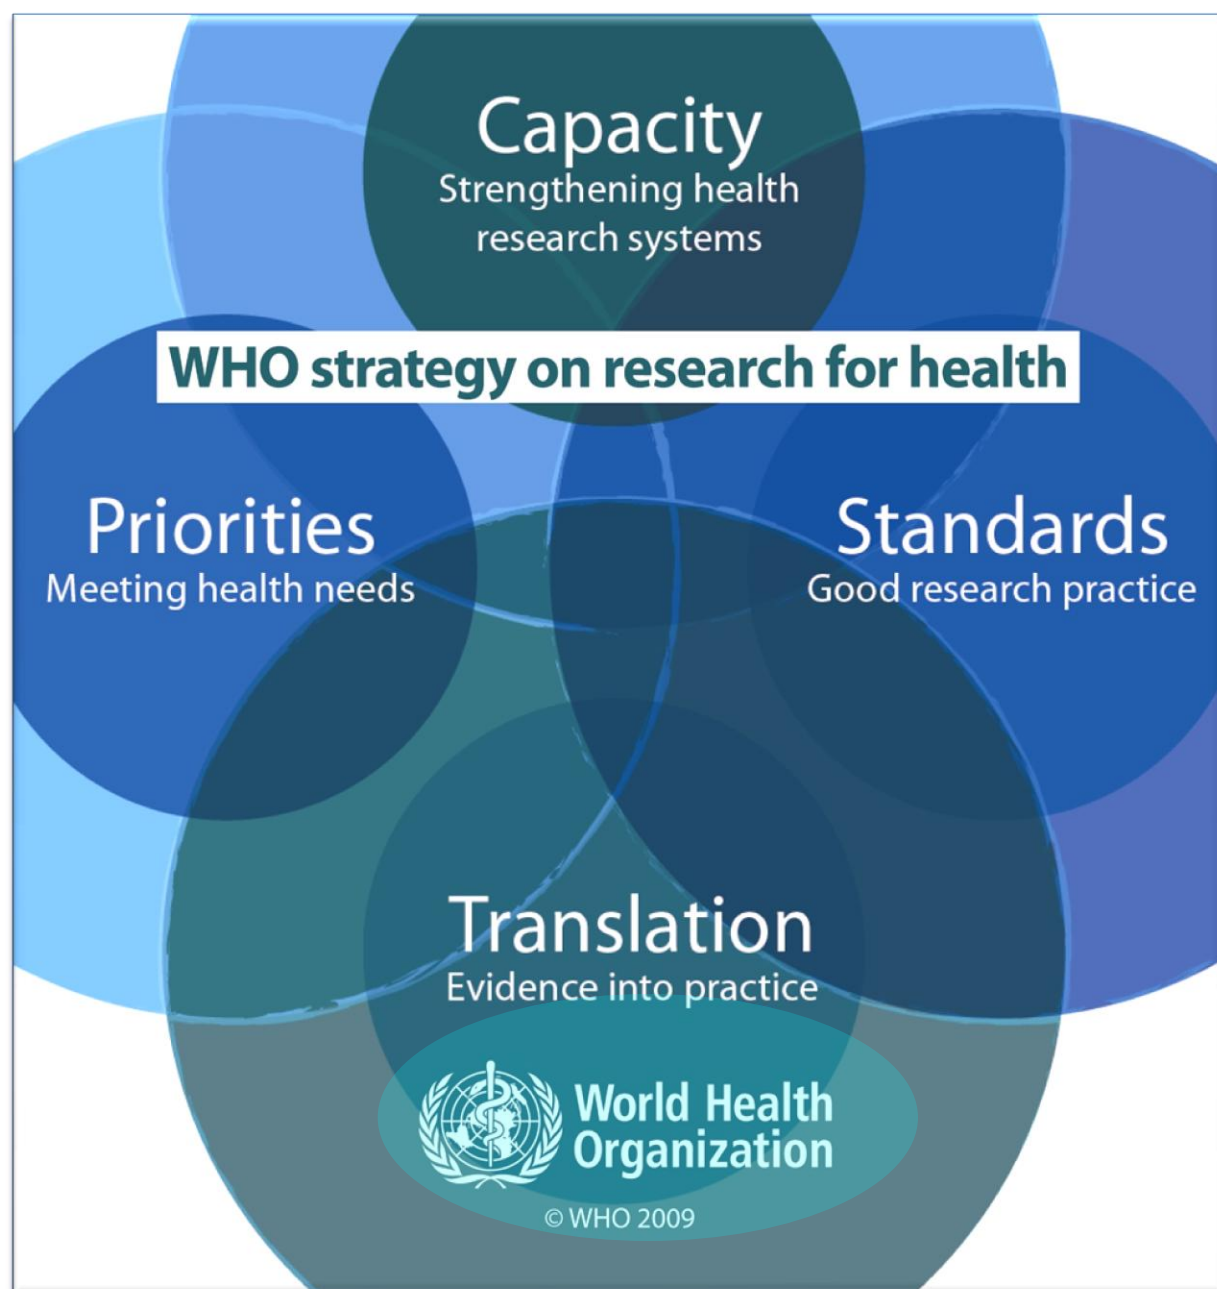 Capacity
Strengthening health
research systems
WHO strategy on research for health
Priorities
Meeting health needs
Standards
Good research practice
Translation
Evidence into practice
World Health
Organization
© WHO 2009